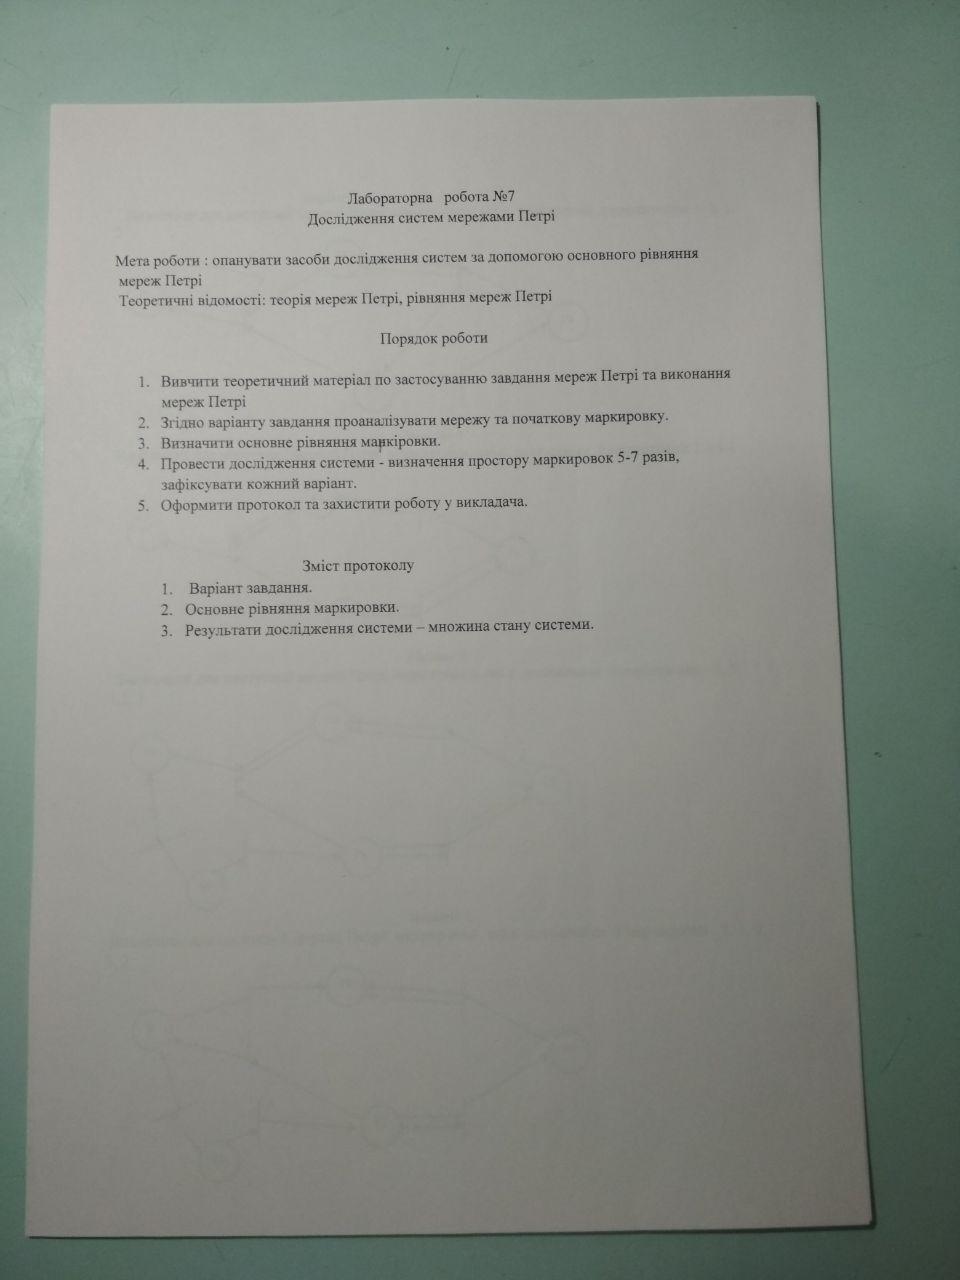 Лабораторна робота №7
Дослідження систем мережами Петрі
Мета роботи : опанувати засоби дослідження систем за допомогою основного рівняння
мереж Петрі
Теоретичні відомості: теорія мереж Петрі, рівняння мереж Петрі
Порядок роботи
1. Вивчити теоретичний матеріал по застосуванню завдання мереж Петрі та виконання
мереж Петрі
2. Згідно варіанту завдання проаналізувати мережу та початкову маркировку.
3. Визначити основне рівняння манкіровки.
4. Провести дослідження системи - визначення простору маркировок 5-7 разів,
зафіксувати кожний варіант.
5. Оформити протокол та захистити роботу у викладача.
Зміст протоколу
1. Варіант завдання.
2. Основне рівняння маркировки.
3. Результати дослідження системи – множина стану системи.